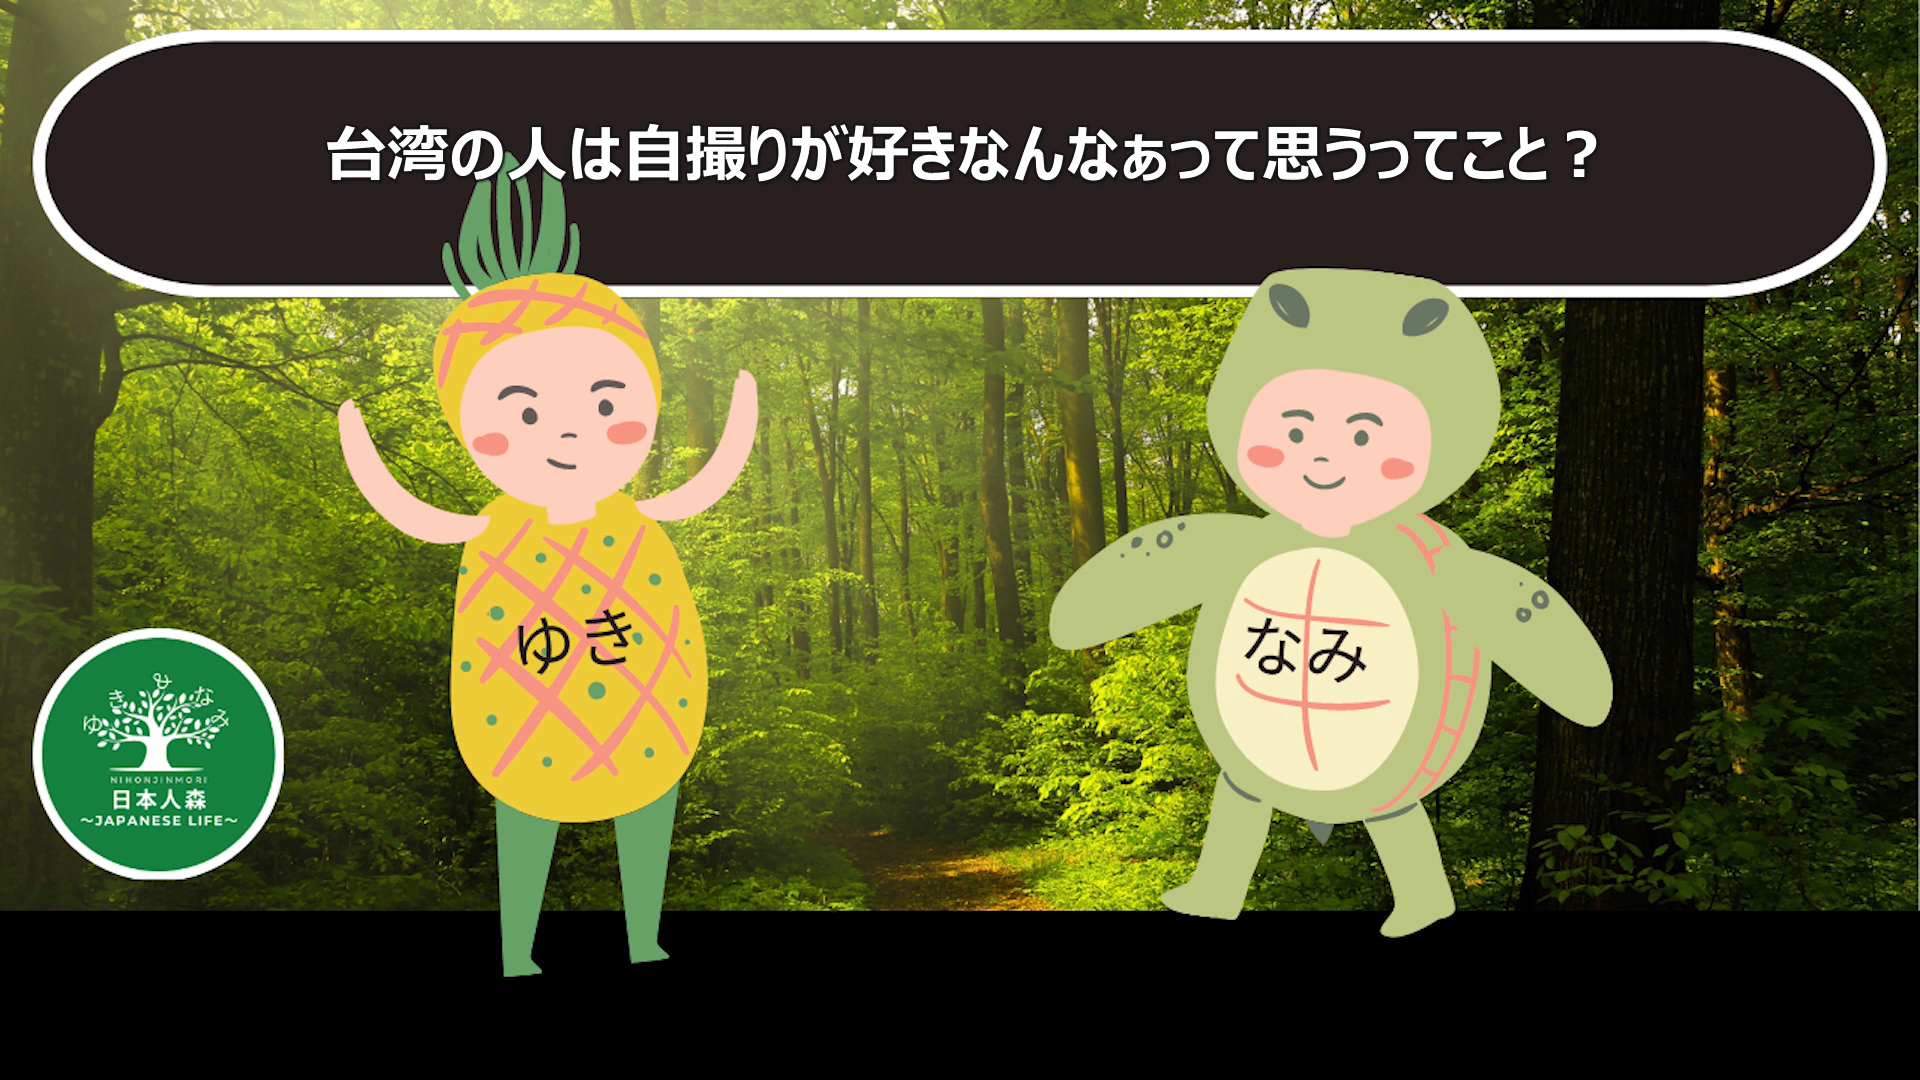 台湾の人は自撮りが好きなんなぁって思うってこと？
ゆき
なみ
ゆき&なみ
NIHONJINMORI
日本人森
〜JAPANESE LIFE〜